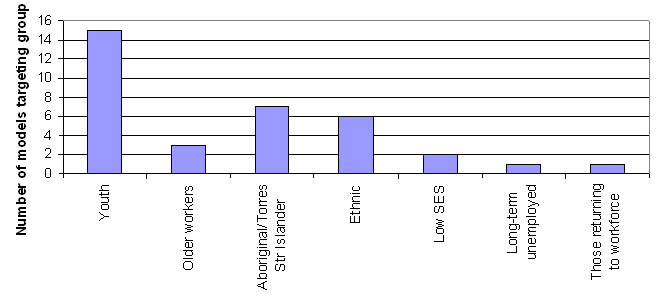 Number of models targeting group
16
14
12
10
8
6
4
2
0
Youth
Older workers
Aboriginal/Torres
Str Islander
Ethnic
Low SES
Long-term
unemployed
Those returning
to workforce